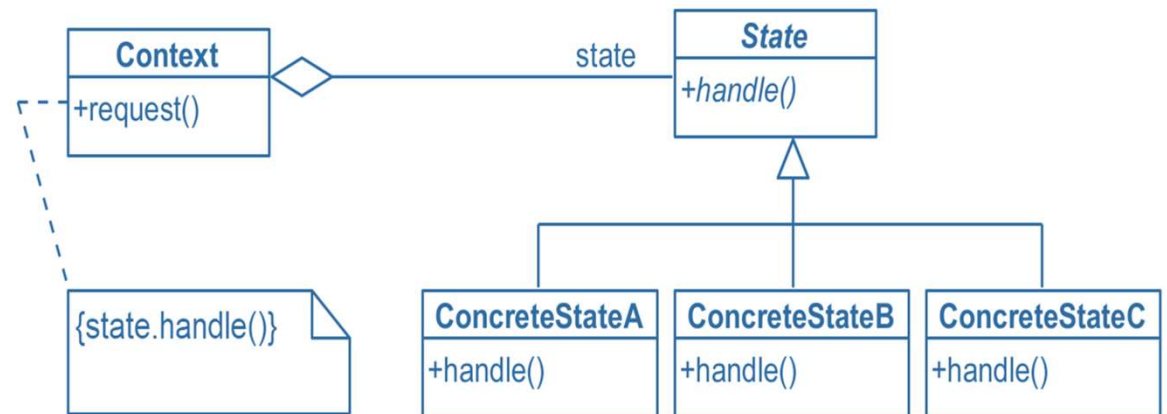 Context
+request()
state
State
+handle()
{state.handle()}
ConcreteStateA
+handle()
ConcreteStateB
+handle()
ConcreteStateC
+handle()